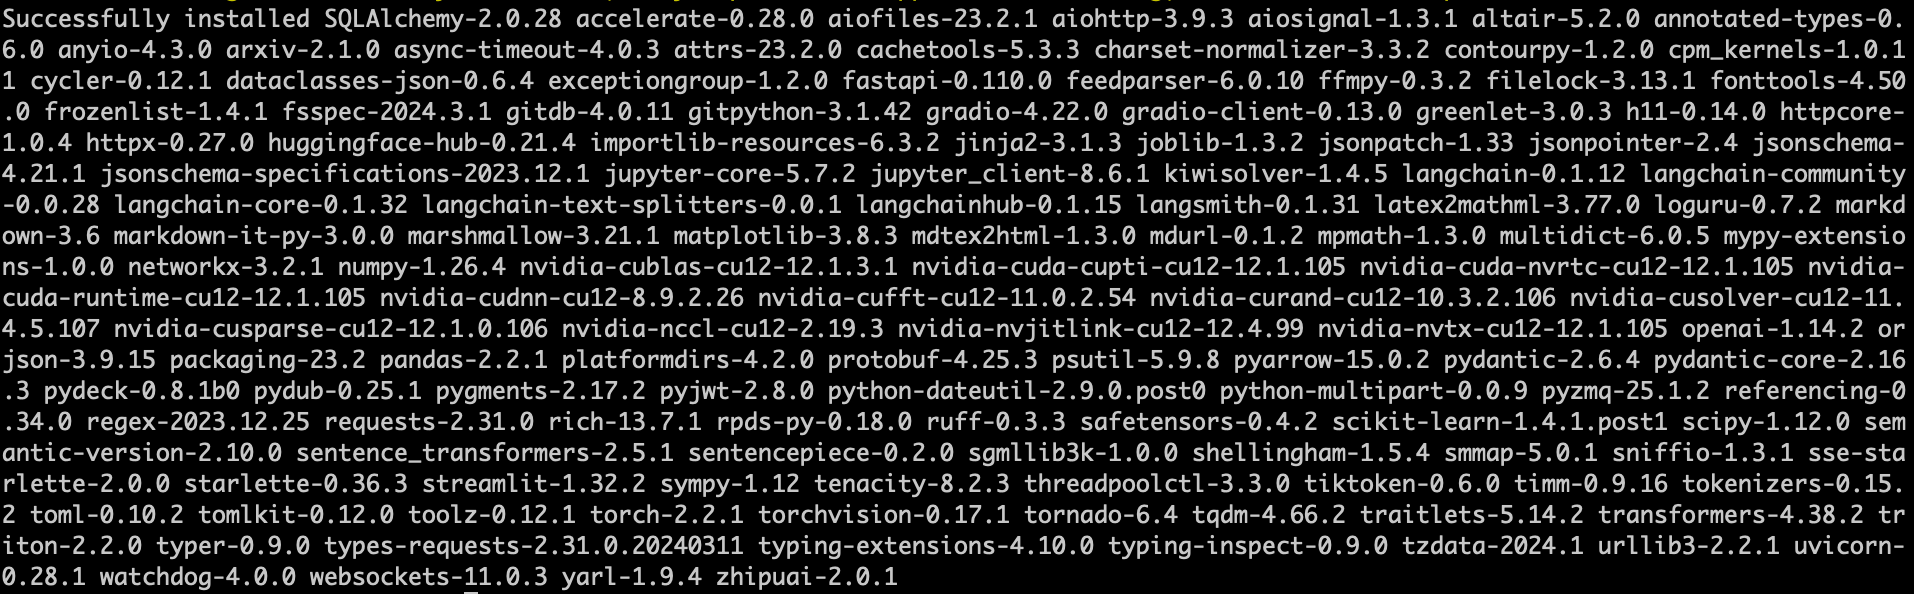 Successfully installed SQLAlchemy-2.0.28 accelerate-0.28.0 aiofiles-23.2.1 aiohttp-3.9.3 aiosignal-1.3.1 altair-5.2.0 annotated-types-0.
6.0 anyio-4.3.0 arxiv-2.1.0 async-timeout-4.0.3 attrs-23.2.0 cachetools-5.3.3 charset-normalizer-3.3.2 contourpy-1.2.0 cpm_kernels-1.0.1
1 cycler-0.12.1 dataclasses-json-0.6.4 exceptiongroup-1.2.0 fastapi-0.110.0 feedparser-6.0.10 ffmpy-0.3.2 filelock-3.13.1 fonttools-4.50
.0 frozenlist-1.4.1 fsspec-2024.3.1 gitdb-4.0.11 gitpython-3.1.42 gradio-4.22.0 gradio-client-0.13.0 greenlet-3.0.3 h11-0.14.0 httpcore-
1.0.4 httpx-0.27.0 huggingface-hub-0.21.4 importlib-resources-6.3.2 jinja2-3.1.3 joblib-1.3.2 jsonpatch-1.33 jsonpointer-2.4 jsonschema-
4.21.1 jsonschema-specifications-2023.12.1 jupyter-core-5.7.2 jupyter_client-8.6.1 kiwisolver-1.4.5 langchain-0.1.12 langchain-community
-0.0.28 langchain-core-0.1.32 langchain-text-splitters-0.0.1 langchainhub-0.1.15 langsmith-0.1.31 latex2mathml-3.77.0 loguru-0.7.2 markd
own-3.6 markdown-it-py-3.0.0 marshmallow-3.21.1 matplotlib-3.8.3 mdtex2html-1.3.0 mdurl-0.1.2 mpmath-1.3.0 multidict-6.0.5 mypy-extensio
ns-1.0.0 networkx-3.2.1 numpy-1.26.4 nvidia-cublas-cu12-12.1.3.1 nvidia-cuda-cupti-cu12-12.1.105 nvidia-cuda-nvrtc-cu12-12.1.105 nvidia-
cuda-runtime-cu12-12.1.105 nvidia-cudnn-cu12-8.9.2.26 nvidia-cufft-cu12-11.0.2.54 nvidia-curand-cu12-10.3.2.106 nvidia-cusolver-cu12-11.
4.5.107 nvidia-cusparse-cu12-12.1.0.106 nvidia-nccl-cu12-2.19.3 nvidia-nvjitlink-cu12-12.4.99 nvidia-nvtx-cu12-12.1.105 openai-1.14.2 or
json-3.9.15 packaging-23.2 pandas-2.2.1 platformdirs-4.2.0 protobuf-4.25.3 psutil-5.9.8 pyarrow-15.0.2 pydantic-2.6.4 pydantic-core-2.16
.3 pydeck-0.8.1b0 pydub-0.25.1 pygments-2.17.2 pyjwt-2.8.0 python-dateutil-2.9.0.post0 python-multipart-0.0.9 pyzmq-25.1.2 referencing-0
.34.0 regex-2023.12.25 requests-2.31.0 rich-13.7.1 rpds-py-0.18.0 ruff-0.3.3 safetensors-0.4.2 scikit-learn-1.4.1.post1 scipy-1.12.0 sem
antic-version-2.10.0 sentence_transformers-2.5.1 sentencepiece-0.2.0 sgmllib3k-1.0.0 shellingham-1.5.4 smmap-5.0.1 sniffio-1.3.1 sse-sta
rlette-2.0.0 starlette-0.36.3 streamlit-1.32.2 sympy-1.12 tenacity-8.2.3 threadpoolctl-3.3.0 tiktoken-0.6.0 timm-0.9.16 tokenizers-0.15.
2 toml-0.10.2 tomlkit-0.12.0 toolz-0.12.1 torch-2.2.1 torchvision-0.17.1 tornado-6.4 tqdm-4.66.2 traitlets-5.14.2 transformers-4.38.2 tr
iton-2.2.0 typer-0.9.0 types-requests-2.31.0.20240311 typing-extensions-4.10.0 typing-inspect-0.9.0 tzdata-2024.1 urllib3-2.2.1 uvicorn-
0.28.1 watchdog-4.0.0 websockets-11.0.3 yarl-1.9.4 zhipuai-2.0.1